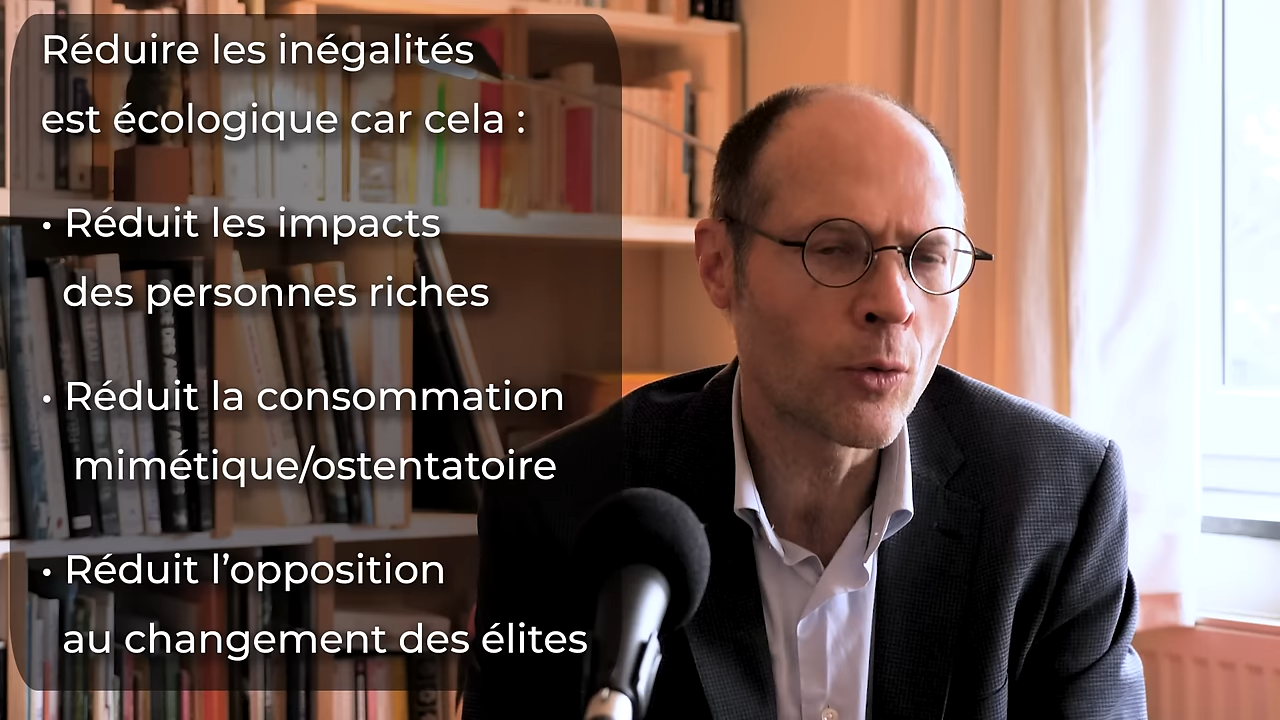 Réduire les inégalités
est écologique car cela :
• Réduit les impacts
des personnes riches
• Réduit la consommation
mimétique/ostentatoire
• Réduit l’opposition
au changement des élites